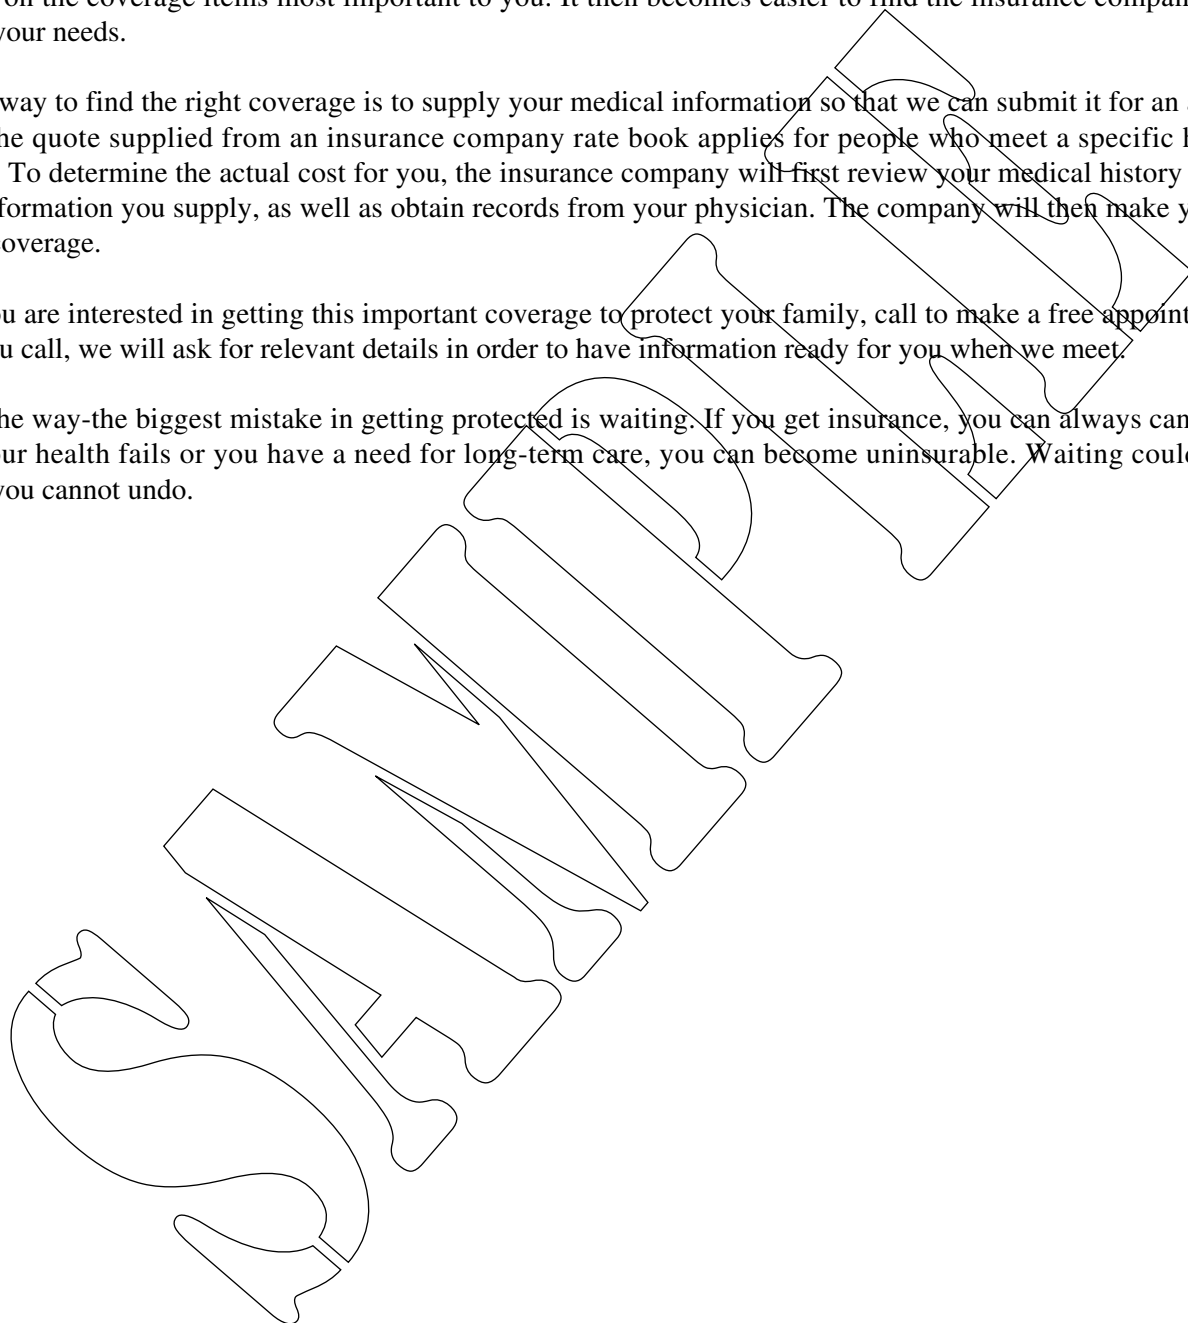 on the coverage items most important to you. It then becomes easier to find the insurance compan
your needs.
way to find the right coverage is to supply your medical information so that we can submit it for an
he quote supplied from an insurance company rate book applies for people who meet a specific h
To determine the actual cost for you, the insurance company will first review your medical history
formation you supply, as well as obtain records from your physician. The company will then make y
overage.
ou are interested in getting this important coverage to protect your family, call to make a free appoint
u call, we will ask for relevant details in order to have information ready for you when we meet.
he way-the biggest mistake in getting protected is waiting. If you get insurance, you can always can
our health fails or you have a need for long-term care, you can become uninsurable. Waiting could
you cannot undo.
SAMPLE